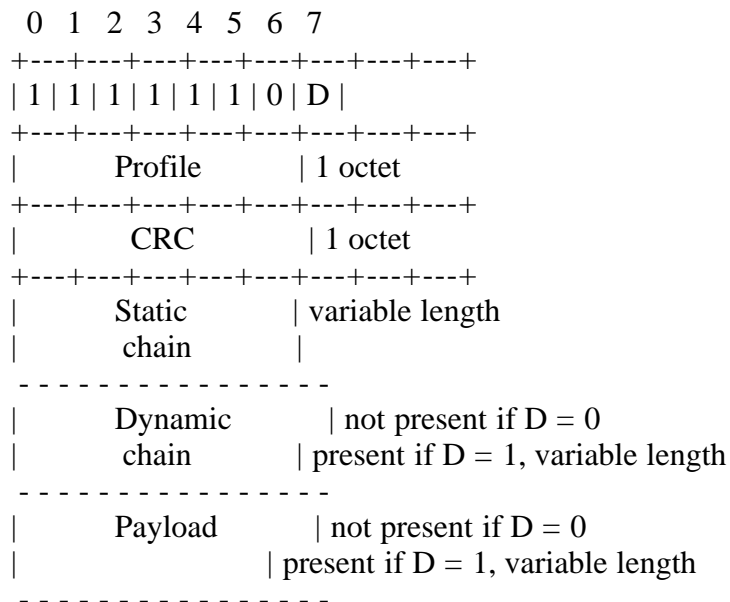 0 1 2 3 4 5 6 7
+---+---+---+---+---+---+---+---+
| 1 | 1 | 1 | 1 | 1 | 1 | 0 | D |
+---+---+---+---+---+---+---+---+
| Profile | 1 octet
+---+---+---+---+---+---+---+---+
| CRC | 1 octet
+---+---+---+---+---+---+---+---+
| Static | variable length
| chain |
- - - - - - - - - - - - - - - -
| Dynamic | not present if D = 0
| chain | present if D = 1, variable length
- - - - - - - - - - - - - - - -
| Payload | not present if D = 0
| | present if D = 1, variable length
- - - - - - - - - - - - - - - -